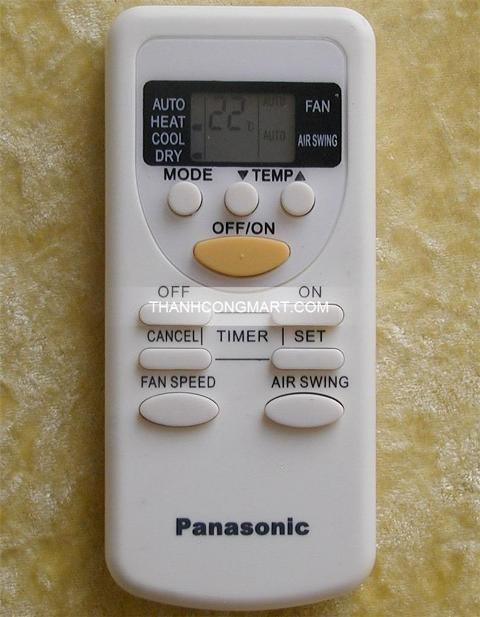 AUTO
HEAT
COOL
DRY
22°C
AUTO
AUTO
FAN
AIR SWING
MODE ▼ TEMP ▲
OFF/ON
OFF ON
THANHCONGMART.COM
CANCEL TIMER SET
FAN SPEED AIR SWING
Panasonic